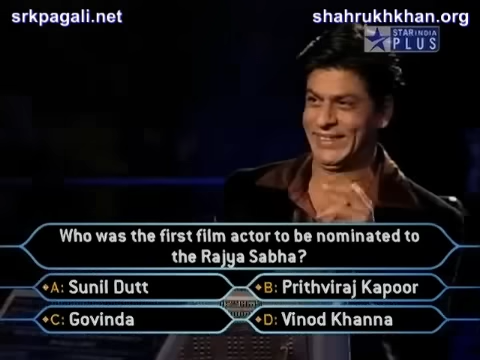 srkpagali.net
shahrukhkhan.org
STAR INDIA
PLUS
Who was the first film actor to be nominated to
the Rajya Sabha?
A: Sunil Dutt
B: Prithviraj Kapoor
C: Govinda
D: Vinod Khanna